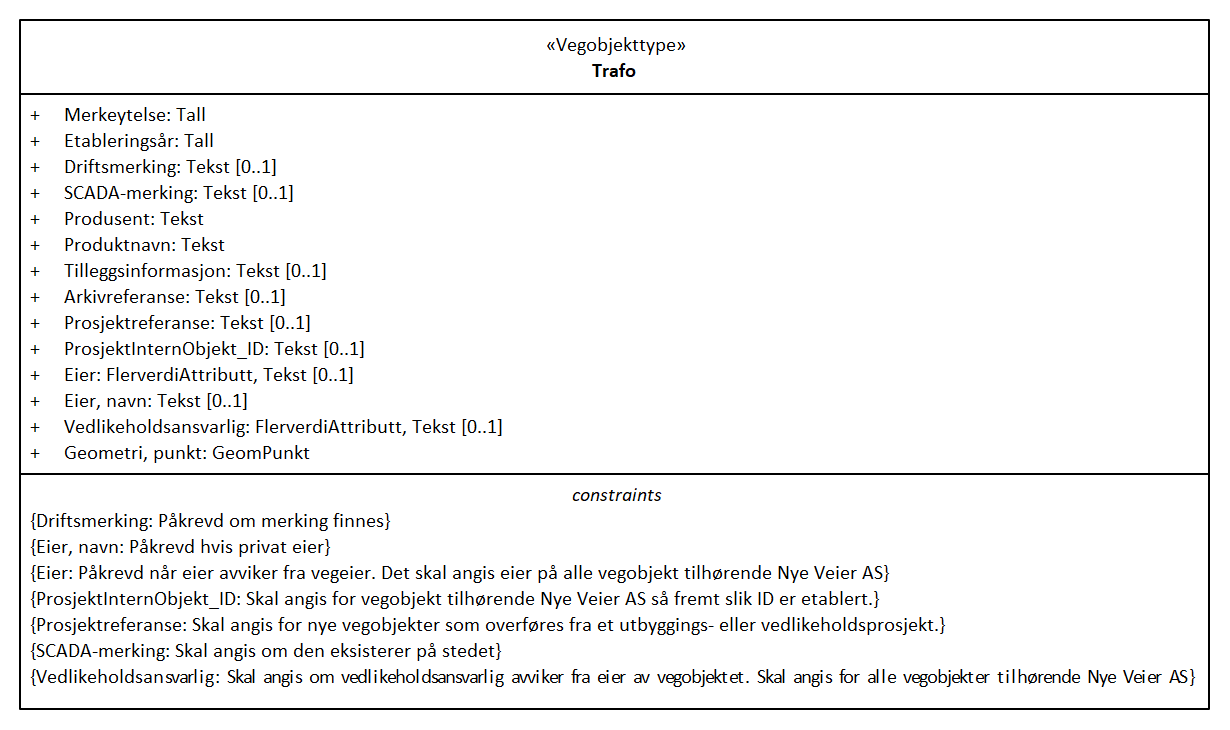 «Vegobjekttype»
Trafo
+ Merkeytelse: Tall
+ Etableringsår: Tall
+ Driftsmerking: Tekst [0..1]
+ SCADA-merking: Tekst [0..1]
+ Produsent: Tekst
+ Produktnavn: Tekst
+ Tilleggsinformasjon: Tekst [0..1]
+ Arkivreferanse: Tekst [0..1]
+ Prosjektreferanse: Tekst [0..1]
+ ProsjektInternObjekt_ID: Tekst [0..1]
+ Eier: FlerverdiAttributt, Tekst [0..1]
+ Eier, navn: Tekst [0..1]
+ Vedlikeholdsansvarlig: FlerverdiAttributt, Tekst [0..1]
+ Geometri, punkt: GeomPunkt
constraints
{Driftsmerking: Påkrevd om merking finnes}
{Eier, navn: Påkrevd hvis privat eier}
{Eier: Påkrevd når eier avviker fra vegeier. Det skal angis eier på alle vegobjekt tilhørende Nye Veier AS}
{ProsjektInternObjekt_ID: Skal angis for vegobjekt tilhørende Nye Veier AS så fremt slik ID er etablert.}
{Prosjektreferanse: Skal angis for nye vegobjekter som overføres fra et utbyggings- eller vedlikeholdsprosjekt.}
{SCADA-merking: Skal angis om den eksisterer på stedet}
{Vedlikeholdsansvarlig: Skal angis om vedlikeholdsansvarlig avviker fra eier av vegobjektet. Skal angis for alle vegobjekter tilhørende Nye Veier AS}